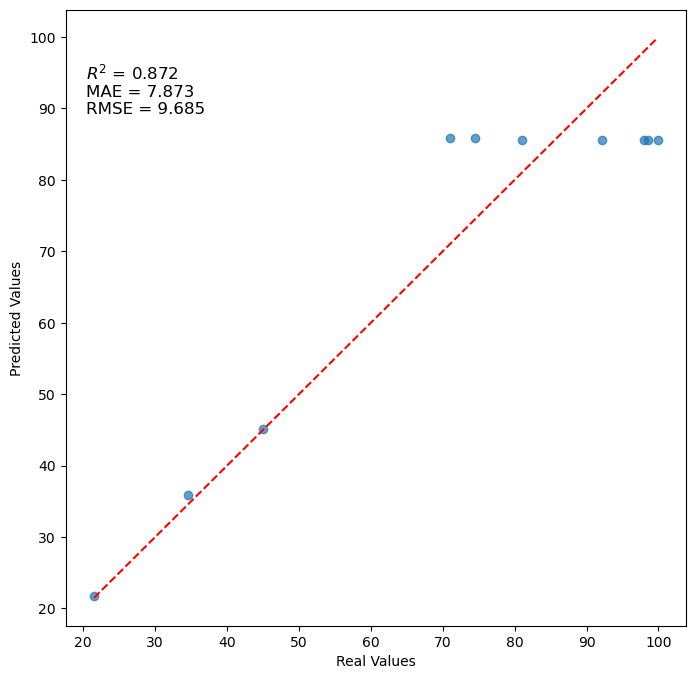 R² = 0.872
MAE = 7.873
RMSE = 9.685
100
90
80
70
60
50
40
30
20
Predicted Values
20 30 40 50 60 70 80 90 100
Real Values